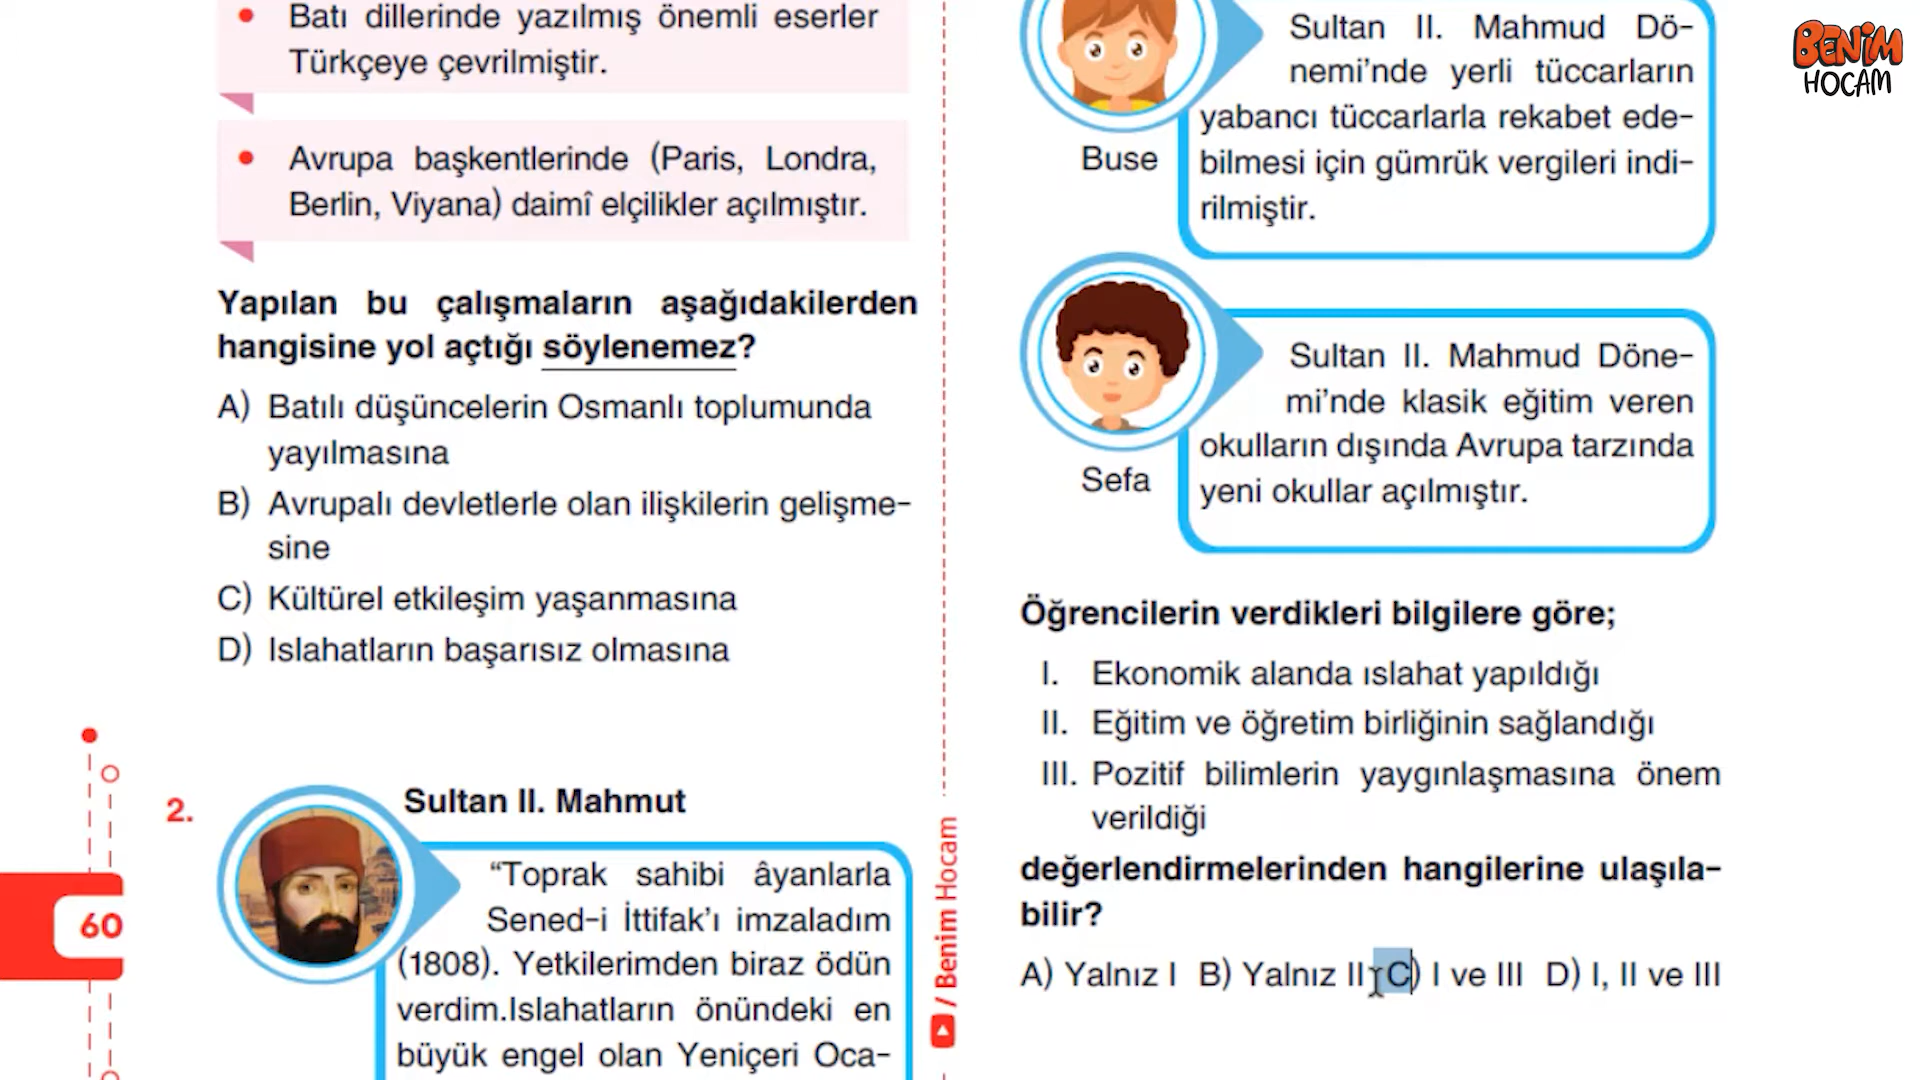 • Batı dillerinde yazılmış önemli eserler
Türkçeye çevrilmiştir.
• Avrupa başkentlerinde (Paris, Londra,
Berlin, Viyana) daimî elçilikler açılmıştır.
Yapılan bu çalışmaların aşağıdakilerden
hangisine yol açtığı söylenemez?
A) Batılı düşüncelerin Osmanlı toplumunda
yayılmasına
B) Avrupalı devletlerle olan ilişkilerin gelişme-
sine
C) Kültürel etkileşim yaşanmasına
D) Islahatların başarısız olmasına
2.
Sultan II. Mahmut
“Toprak sahibi âyanlarla
Sened-i İttifak’ı imzaladım
(1808). Yetkilerimden biraz ödün
verdim.Islahatların önündeki en
büyük engel olan Yeniçeri Oca-
60
/ Benim Hocam
Sultan II. Mahmud Dö-
nemi’nde yerli tüccarların
yabancı tüccarlarla rekabet ede-
bilmesi için gümrük vergileri indi-
rilmiştir.
Buse
Sultan II. Mahmud Döne-
mi’nde klasik eğitim veren
okulların dışında Avrupa tarzında
yeni okullar açılmıştır.
Sefa
Öğrencilerin verdikleri bilgilere göre;
I. Ekonomik alanda ıslahat yapıldığı
II. Eğitim ve öğretim birliğinin sağlandığı
III. Pozitif bilimlerin yaygınlaşmasına önem
verildiği
değerlendirmelerinden hangilerine ulaşıla-
bilir?
A) Yalnız I B) Yalnız II C) I ve III D) I, II ve III
BENİM
HOCAM